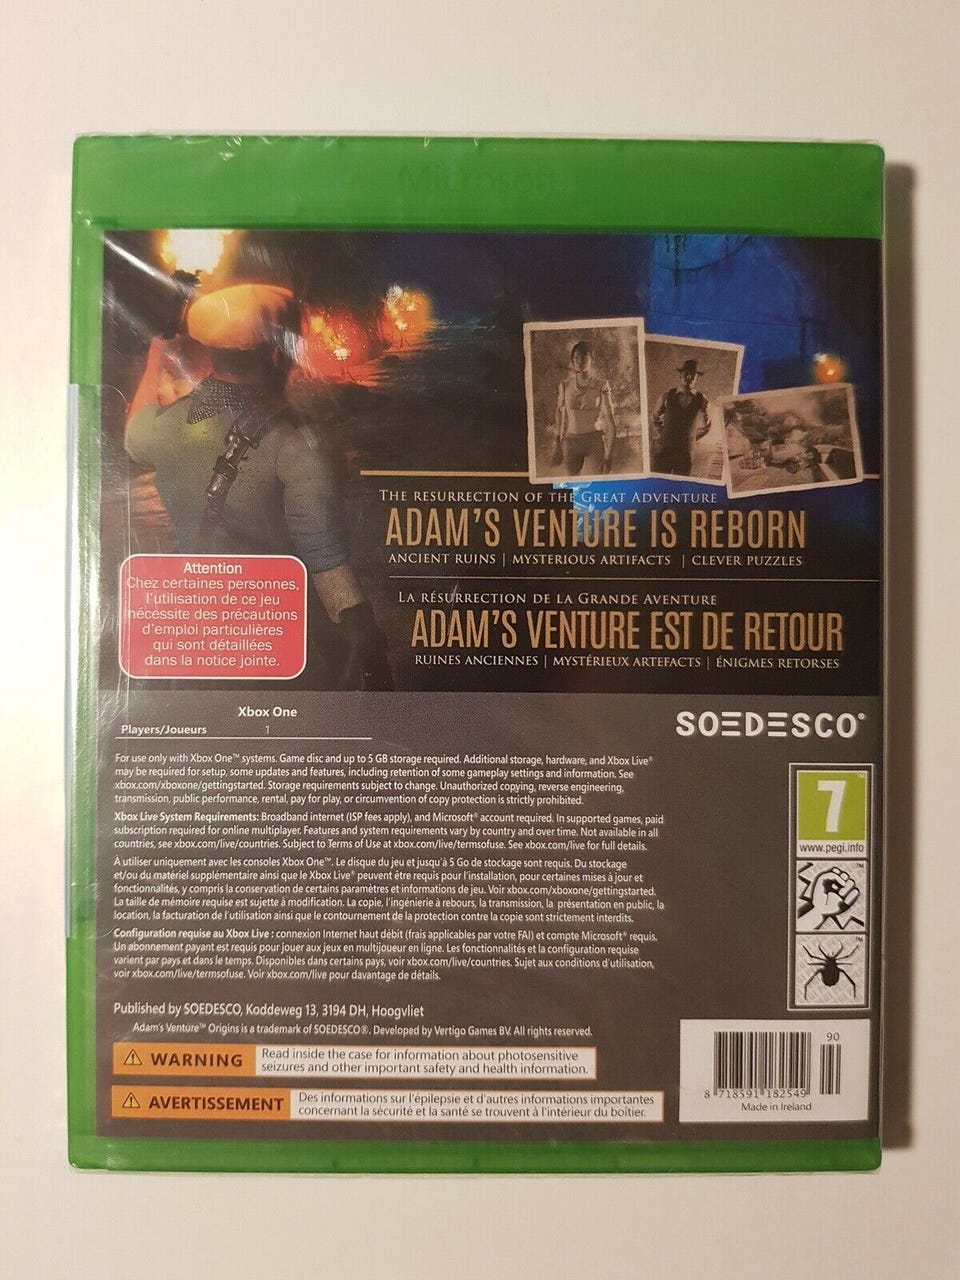 Microsoft
THE RESURRECTION OF THE GREAT ADVENTURE
ADAM'S VENTURE IS REBORN
ANCIENT RUINS | MYSTERIOUS ARTIFACTS | CLEVER PUZZLES
LA RÉSURRECTION DE LA GRANDE AVENTURE
ADAM'S VENTURE EST DE RETOUR
RUINES ANCIENNES | MYSTÉRIEUX ARTEFACTS | ÉNIGMES RETORSES
Attention
Chez certaines personnes,
l'utilisation de ce jeu
nécessite des précautions
d'emploi particulières
qui sont détaillées
dans la notice jointe.
Xbox One
Players/Joueurs 1
SOEDESCO®
For use only with Xbox One™ systems. Game disc and up to 5 GB storage required. Additional storage, hardware, and Xbox Live®
may be required for setup, some updates and features, including retention of some gameplay settings and information. See
xbox.com/xboxone/gettingstarted. Storage requirements subject to change. Unauthorized copying, reverse engineering,
transmission, public performance, rental, pay for play, or circumvention of copy protection is strictly prohibited.
Xbox Live System Requirements: Broadband internet (ISP fees apply), and Microsoft® account required. In supported games, paid
subscription required for online multiplayer. Features and system requirements vary by country and over time. Not available in all
countries, see xbox.com/live/countries. Subject to Terms of Use at xbox.com/live/termsofuse. See xbox.com/live for full details.
À utiliser uniquement avec les consoles Xbox One™. Le disque du jeu et jusqu'à 5 Go de stockage sont requis. Du stockage
et/ou du matériel supplémentaire ainsi que le Xbox Live® peuvent être requis pour l'installation, pour certaines mises à jour et
fonctionnalités, y compris la conservation de certains paramètres et informations de jeu. Voir xbox.com/xboxone/gettingstarted.
La taille de mémoire requise est sujette à modification. La copie, l'ingénierie à rebours, la transmission, la présentation en public, la
location, la facturation de l'utilisation ainsi que le contournement de la protection contre la copie sont strictement interdits.
Configuration requise au Xbox Live : connexion Internet haut débit (frais applicables par votre FAI) et compte Microsoft® requis.
Un abonnement payant est requis pour jouer aux jeux en multijoueur en ligne. Les fonctionnalités et la configuration requise
varient par pays et dans le temps. Disponibles dans certains pays, voir xbox.com/live/countries. Sujet aux conditions d'utilisation,
voir xbox.com/live/termsofuse. Voir xbox.com/live pour davantage de détails.
7
www.pegi.info
™
™
Published by SOEDESCO, Koddeweg 13, 3194 DH, Hoogvliet
Adam's Venture™ Origins is a trademark of SOEDESCO®. Developed by Vertigo Games BV. All rights reserved.
WARNING
Read inside the case for information about photosensitive
seizures and other important safety and health information.
AVERTISSEMENT
Des informations sur l'épilepsie et d'autres informations importantes
concernant la sécurité et la santé se trouvent à l'intérieur du boîtier.
90
8 718591 182549
Made in Ireland